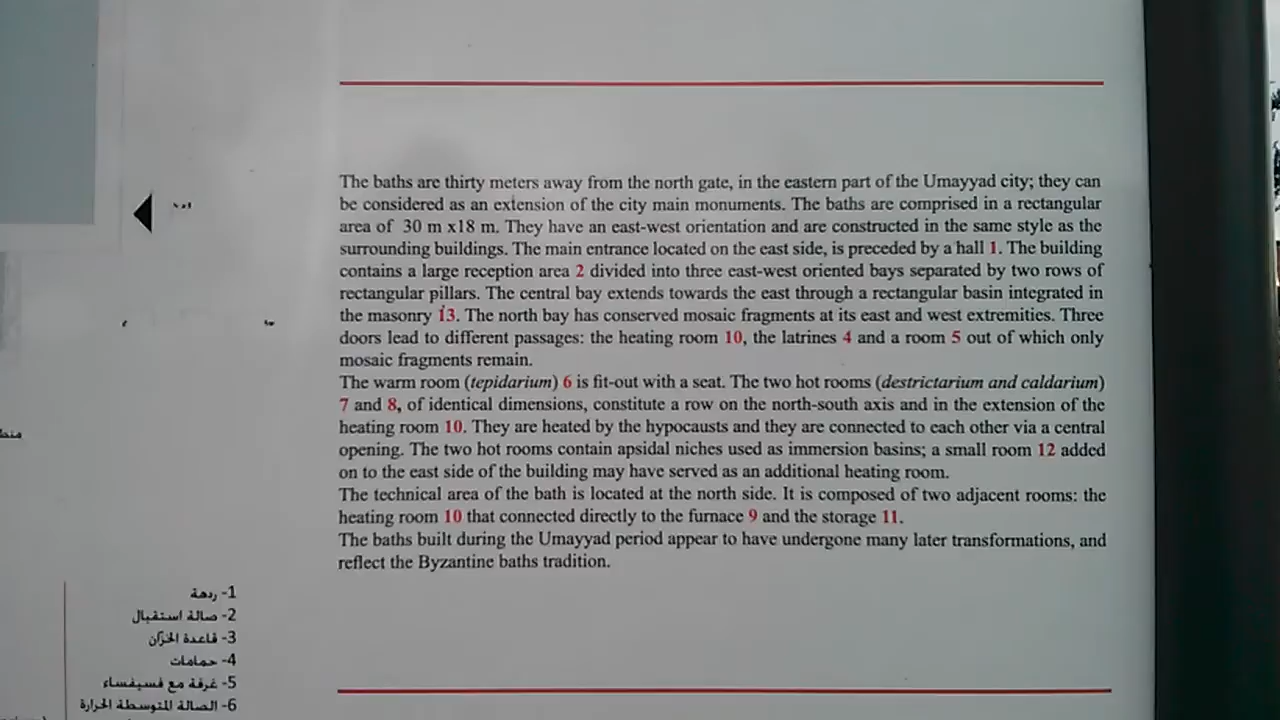 The baths are thirty meters away from the north gate, in the eastern part of the Umayyad city; they can
be considered as an extension of the city main monuments. The baths are comprised in a rectangular
area of 30 m x18 m. They have an east-west orientation and are constructed in the same style as the
surrounding buildings. The main entrance located on the east side, is preceded by a hall 1. The building
contains a large reception area 2 divided into three east-west oriented bays separated by two rows of
rectangular pillars. The central bay extends towards the east through a rectangular basin integrated in
the masonry 13. The north bay has conserved mosaic fragments at its east and west extremities. Three
doors lead to different passages: the heating room 10, the latrines 4 and a room 5 out of which only
mosaic fragments remain.
The warm room (tepidarium) 6 is fit-out with a seat. The two hot rooms (destrictarium and caldarium)
7 and 8, of identical dimensions, constitute a row on the north-south axis and in the extension of the
heating room 10. They are heated by the hypocausts and they are connected to each other via a central
opening. The two hot rooms contain apsidal niches used as immersion basins; a small room 12 added
on to the east side of the building may have served as an additional heating room.
The technical area of the bath is located at the north side. It is composed of two adjacent rooms: the
heating room 10 that connected directly to the furnace 9 and the storage 11.
The baths built during the Umayyad period appear to have undergone many later transformations, and
reflect the Byzantine baths tradition.
1- ردهة
2- صالة استقبال
3- قاعدة الخزان
4- حمامات
5- غرفة مع فسيفساء
6- الصالة المتوسطة الحرارة